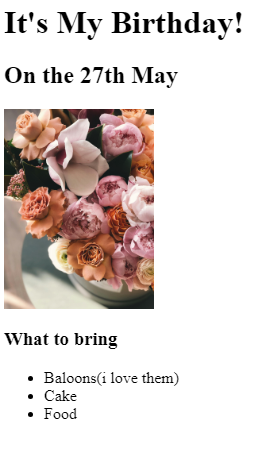 It's My Birthday!
On the 27th May
What to bring
Baloons(i love them)
Cake
Food